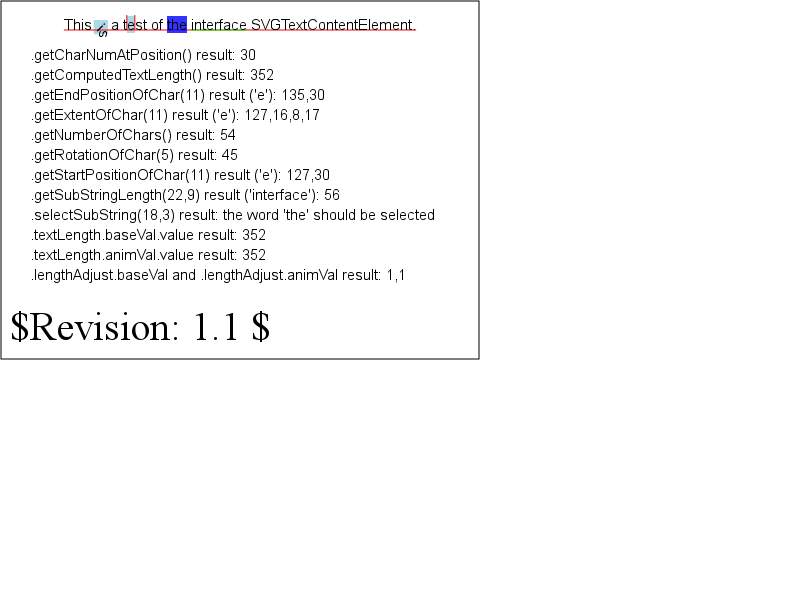 This is a test of the interface SVGTextContentElement.
.getCharNumAtPosition() result: 30
.getComputedTextLength() result: 352
.getEndPositionOfChar(11) result ('e'): 135,30
.getExtentOfChar(11) result ('e'): 127,16,8,17
.getNumberOfChars() result: 54
.getRotationOfChar(5) result: 45
.getStartPositionOfChar(11) result ('e'): 127,30
.getSubStringLength(22,9) result ('interface'): 56
.selectSubString(18,3) result: the word 'the' should be selected
.textLength.baseVal.value result: 352
.textLength.animVal.value result: 352
.lengthAdjust.baseVal and .lengthAdjust.animVal result: 1,1
$Revision: 1.1 $